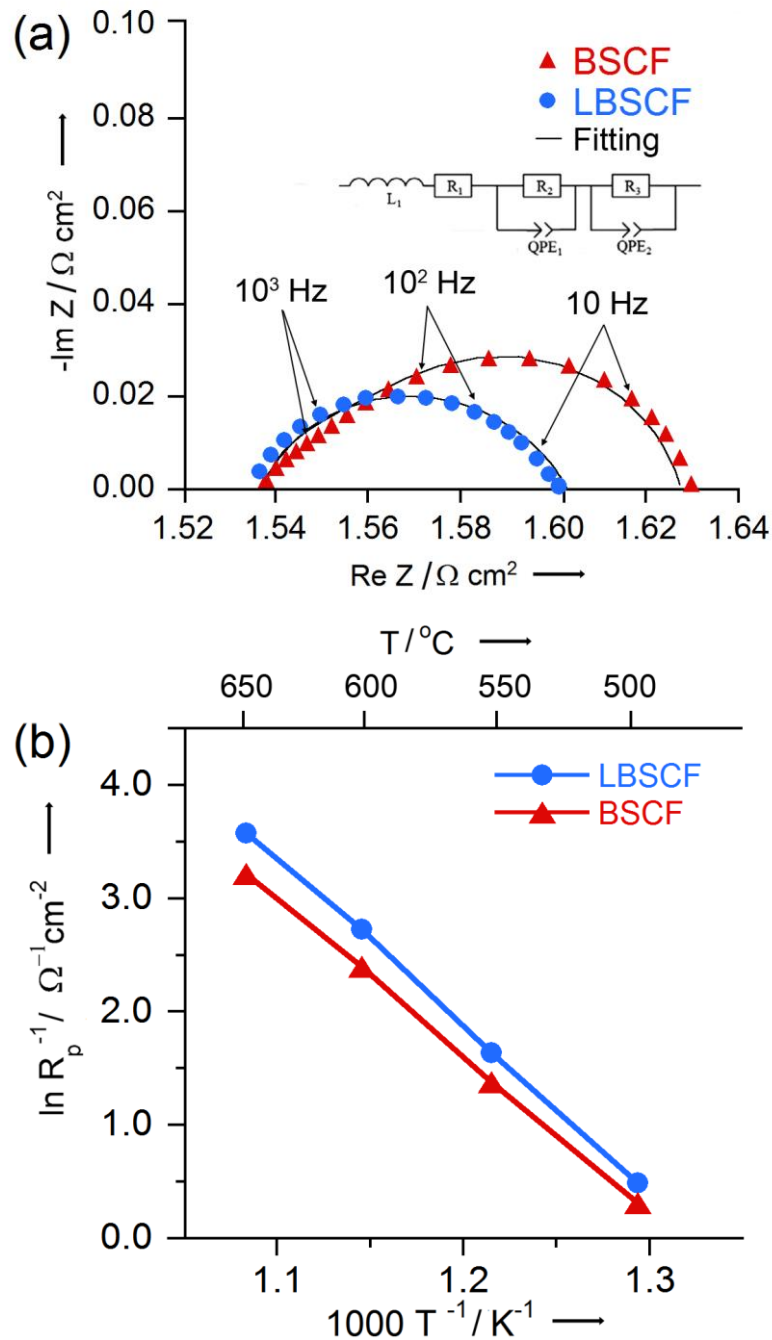 (a)
0.10
0.08
0.06
0.04
0.02
0.00
-Im Z / Ω cm²
BSCF
LBSCF
Fitting
L₁
R₁
R₂
R₃
QPE₁
QPE₂
10³ Hz
10² Hz
10 Hz
1.52 1.54 1.56 1.58 1.60 1.62 1.64
Re Z / Ω cm²
T / °C
650 600 550 500
(b)
LBSCF
BSCF
4.0
3.0
2.0
1.0
0.0
ln Rₚ⁻¹ / Ω⁻¹cm⁻²
1.1 1.2 1.3
1000 T⁻¹ / K⁻¹